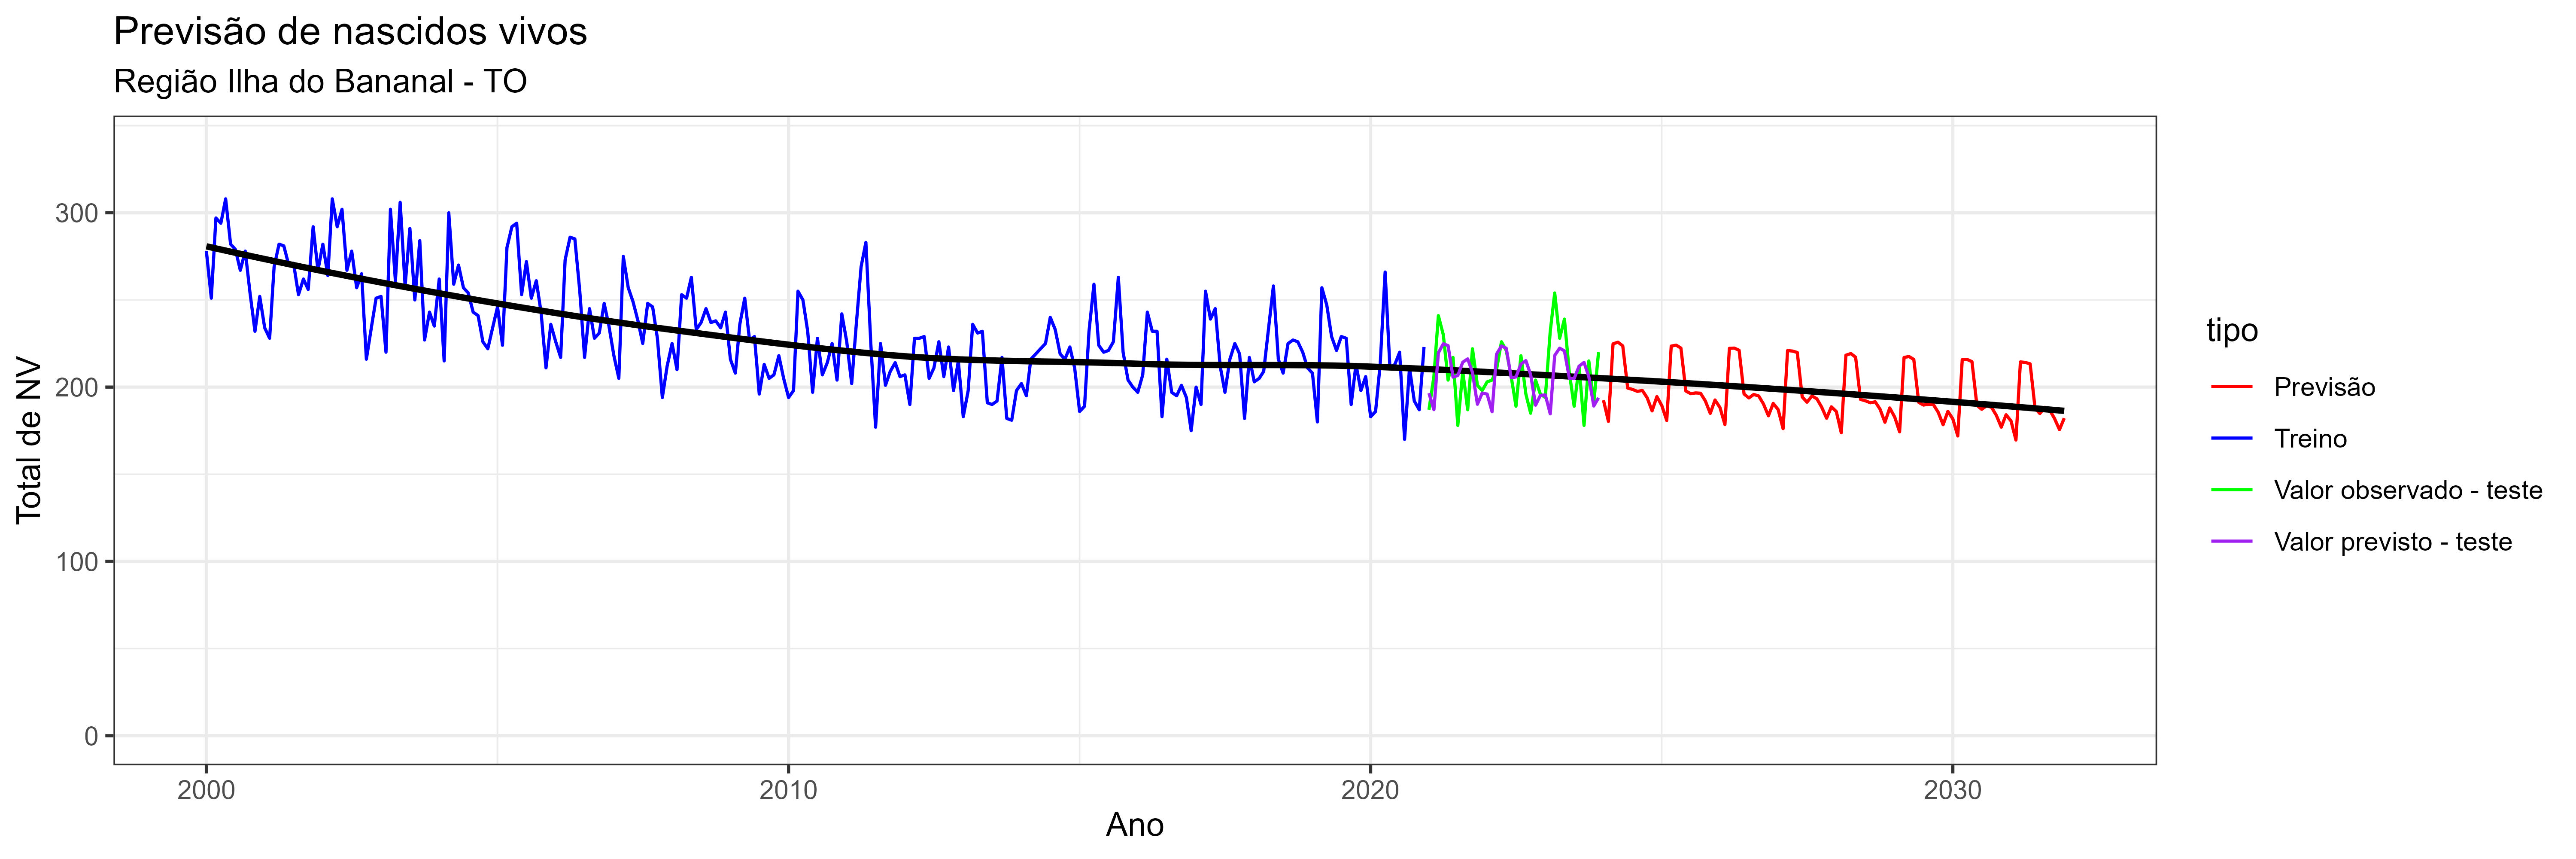 Previsão de nascidos vivos
Região Ilha do Bananal - TO
Total de NV
300
200
100
0
2000
2010
2020
2030
Ano
tipo
Previsão
Treino
Valor observado - teste
Valor previsto - teste